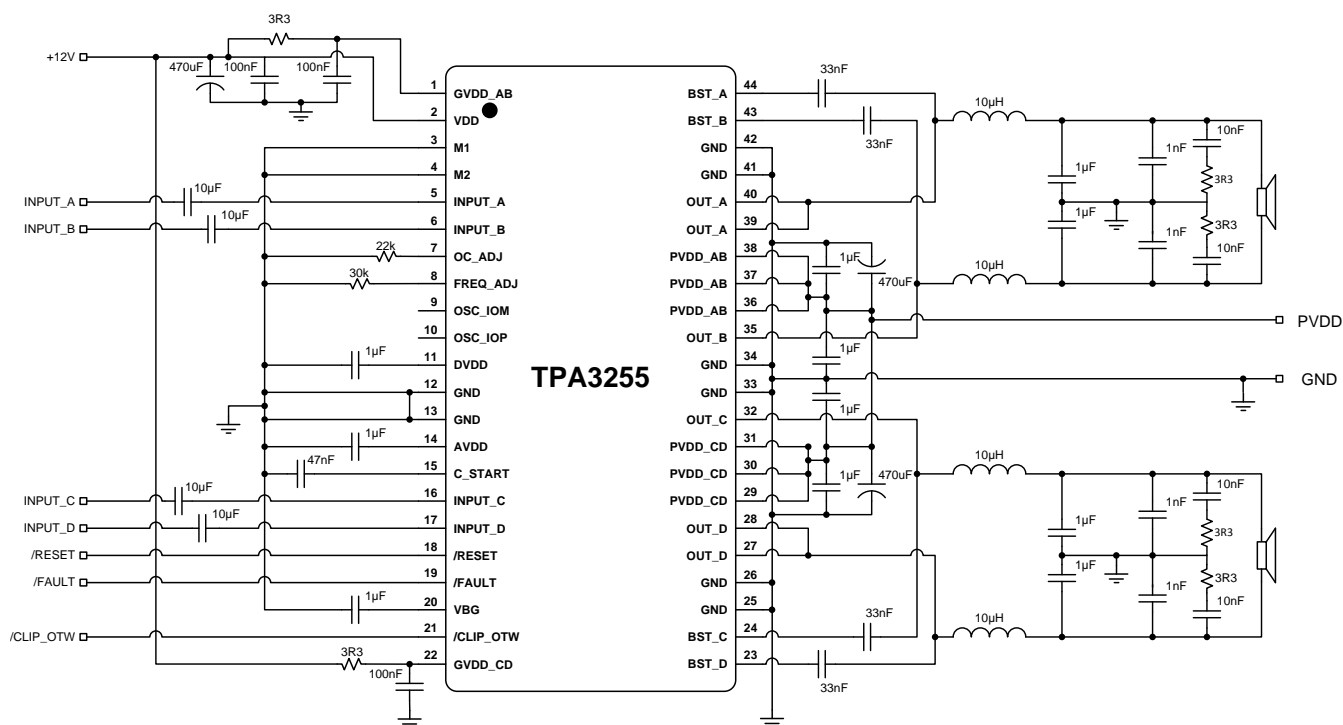 3R3
+12V
470uF
100nF
100nF
1
GVDD_AB
2
VDD
3
M1
4
M2
INPUT_A
10µF
5
INPUT_A
INPUT_B
10µF
6
INPUT_B
22k
7
OC_ADJ
30k
8
FREQ_ADJ
9
OSC_IOM
10
OSC_IOP
1µF
11
DVDD
12
GND
13
GND
1µF
14
AVDD
47nF
15
C_START
INPUT_C
10µF
16
INPUT_C
INPUT_D
10µF
17
INPUT_D
/RESET
18
/RESET
/FAULT
19
/FAULT
1µF
20
VBG
/CLIP_OTW
21
/CLIP_OTW
3R3
100nF
22
GVDD_CD
TPA3255
BST_A
44
33nF
BST_B
43
33nF
GND
42
GND
41
OUT_A
40
OUT_A
39
PVDD_AB
38
PVDD_AB
37
PVDD_AB
36
OUT_B
35
GND
34
GND
33
OUT_C
32
PVDD_CD
31
PVDD_CD
30
PVDD_CD
29
OUT_D
28
OUT_D
27
GND
26
GND
25
BST_C
24
33nF
BST_D
23
33nF
1µF
470uF
1µF
1µF
1µF
470uF
10µH
1µF
1µF
1nF
1nF
10nF
3R3
3R3
10nF
10µH
PVDD
GND
10µH
1µF
1µF
1nF
1nF
10nF
3R3
3R3
10nF
10µH